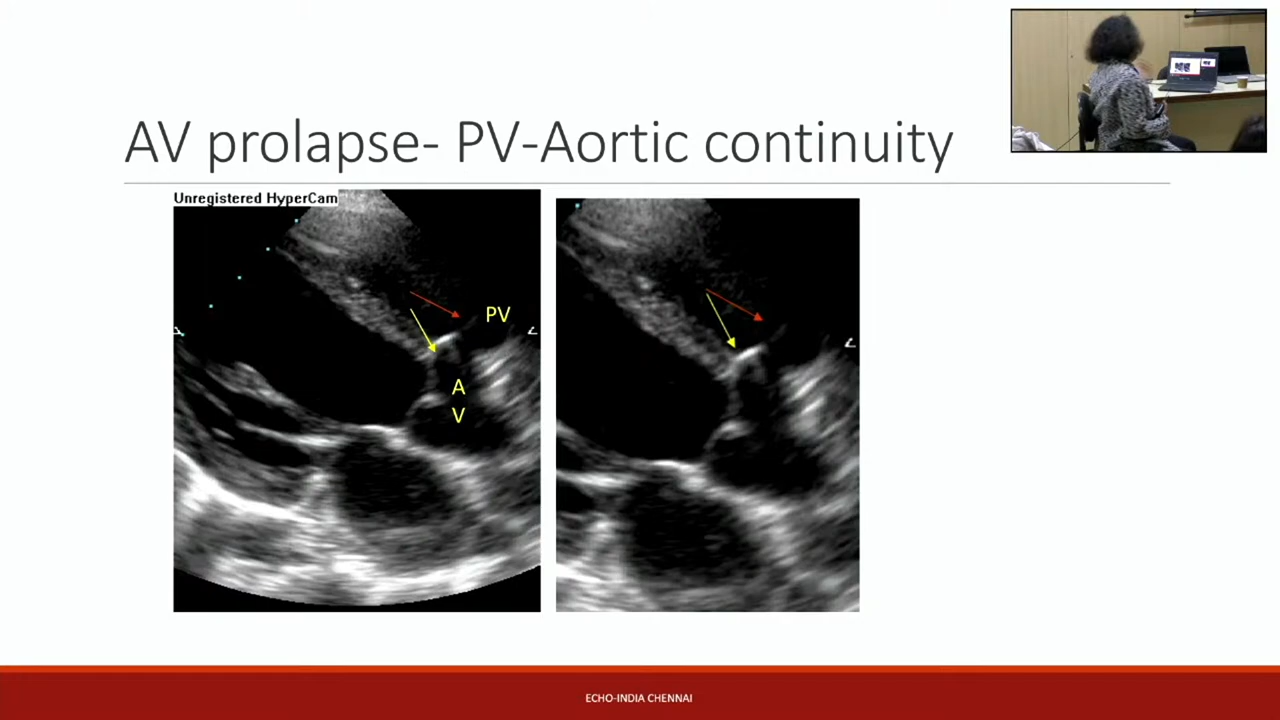 AV prolapse- PV-Aortic continuity
Unregistered HyperCam
PV
A
V
ECHO-INDIA CHENNAI